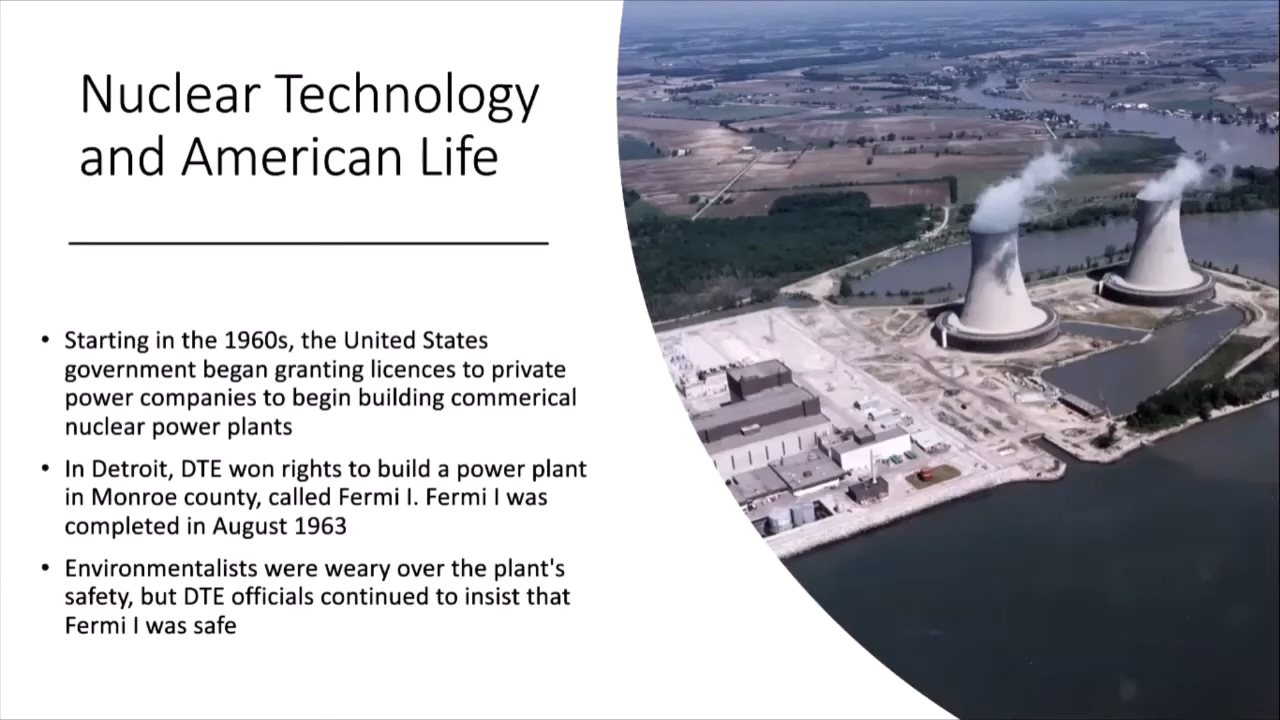 Nuclear Technology
and American Life
• Starting in the 1960s, the United States
government began granting licences to private
power companies to begin building commerical
nuclear power plants
• In Detroit, DTE won rights to build a power plant
in Monroe county, called Fermi I. Fermi I was
completed in August 1963
• Environmentalists were weary over the plant's
safety, but DTE officials continued to insist that
Fermi I was safe